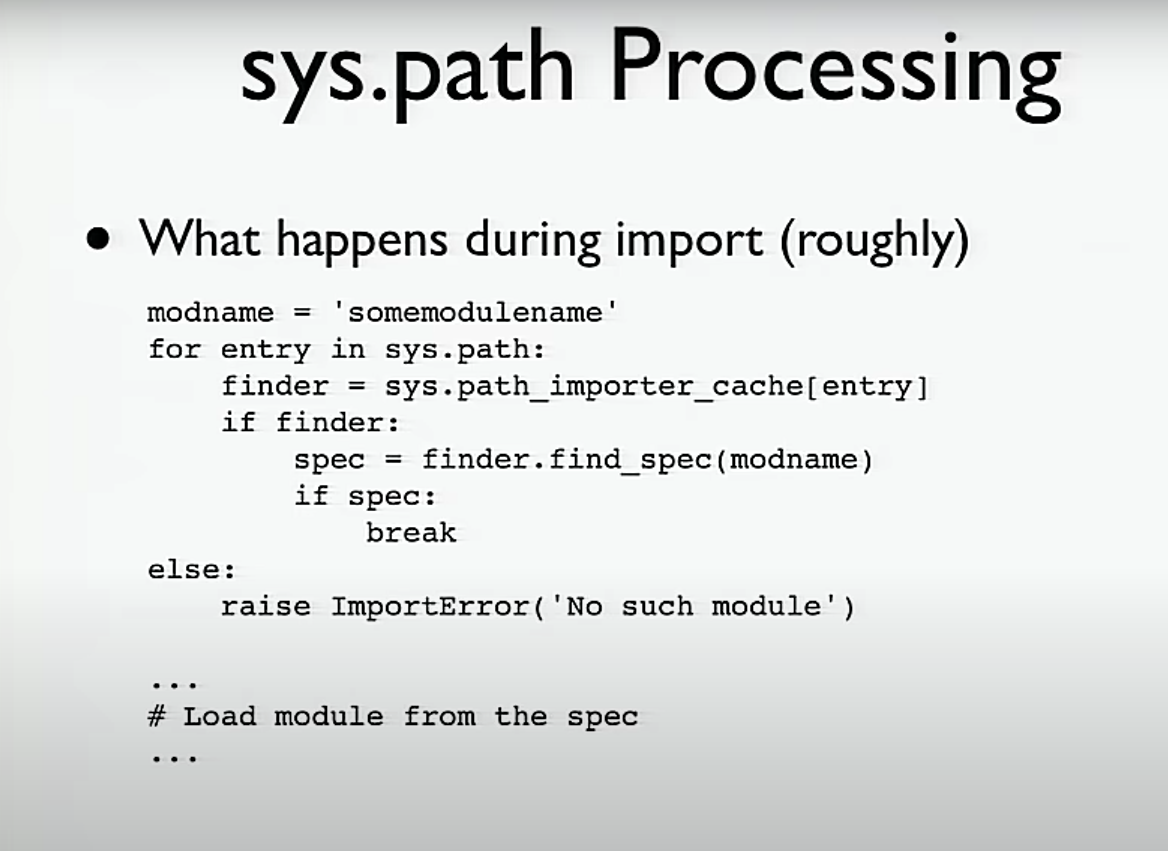 sys.path Processing
• What happens during import (roughly)
modname = 'somemodulename'
for entry in sys.path:
    finder = sys.path_importer_cache[entry]
    if finder:
        spec = finder.find_spec(modname)
        if spec:
            break
else:
    raise ImportError('No such module')
...
# Load module from the spec
...